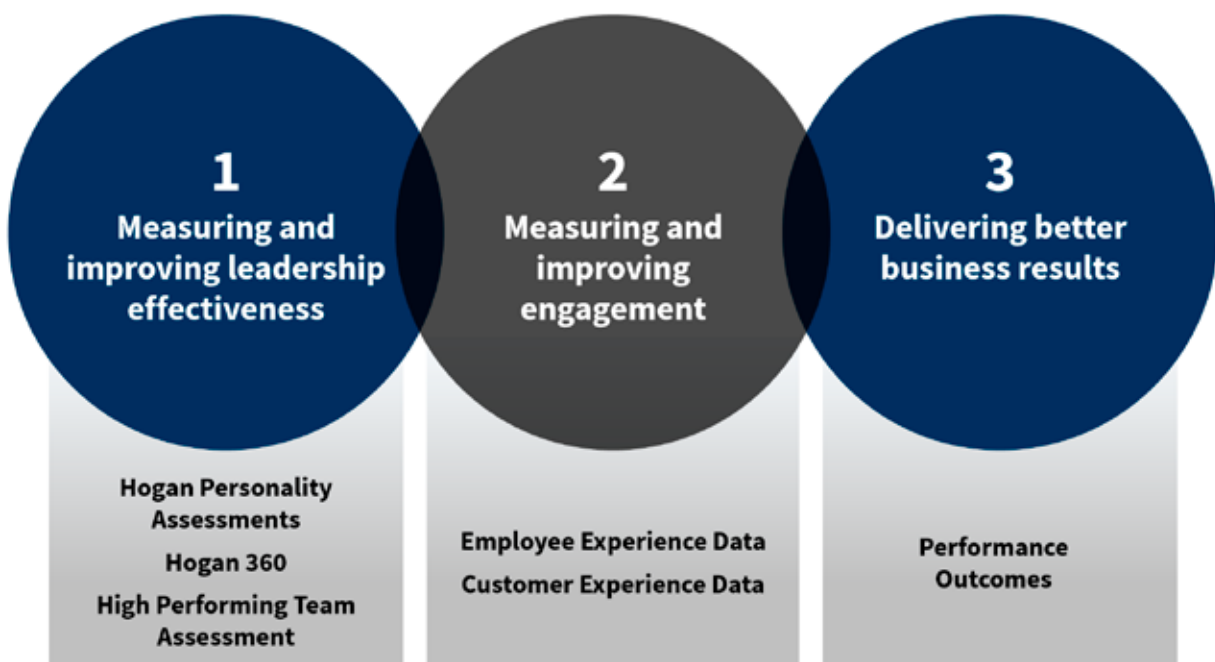 1
Measuring and
improving leadership
effectiveness
Hogan Personality
Assessments
Hogan 360
High Performing Team
Assessment
2
Measuring and
improving
engagement
Employee Experience Data
Customer Experience Data
3
Delivering better
business results
Performance
Outcomes